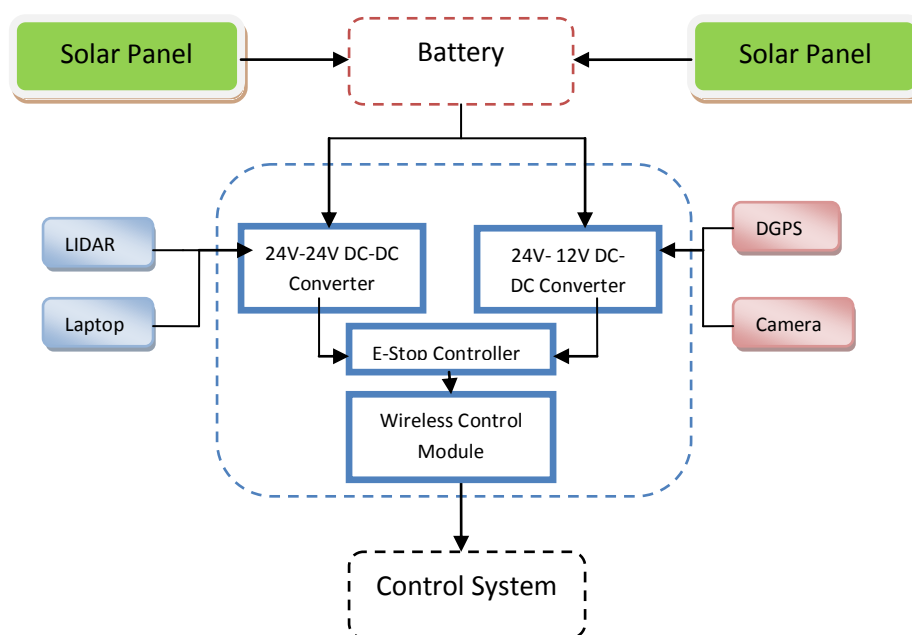 Solar Panel
Battery
Solar Panel
LIDAR
Laptop
24V-24V DC-DC
Converter
24V- 12V DC-
DC Converter
DGPS
Camera
E-Stop Controller
Wireless Control
Module
Control System